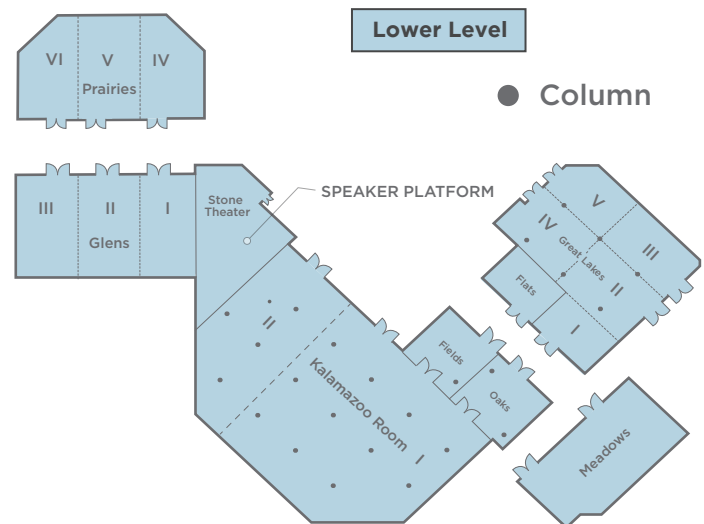 Lower Level
Column
VI
V
IV
Prairies
III
II
I
Glens
Stone
Theater
SPEAKER PLATFORM
V
IV
III
Great Lakes
II
Flats
I
II
Kalamazoo Room
I
Fields
Oaks
Meadows